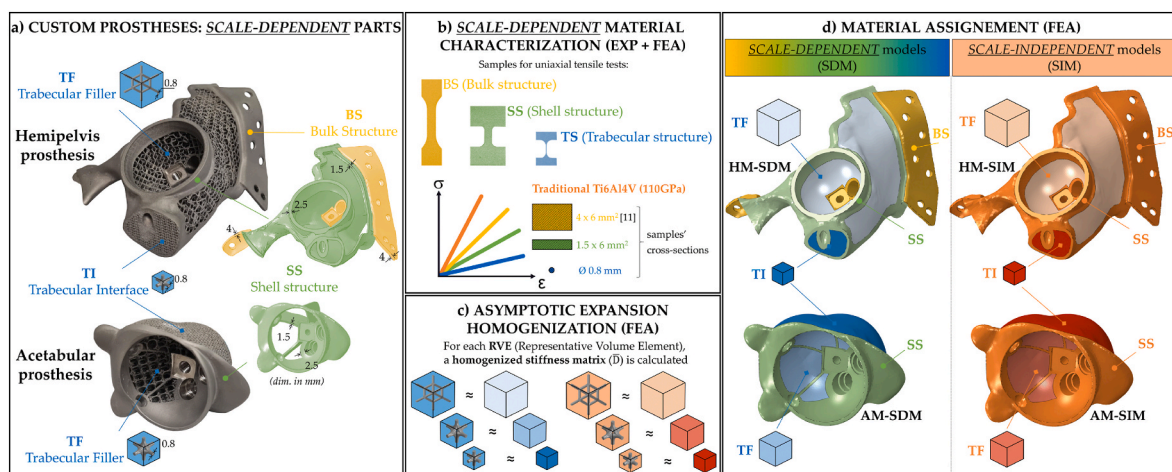 a) CUSTOM PROSTHESES: SCALE-DEPENDENT PARTS
TF
Trabecular Filler
0.8
Hemipelvis
prosthesis
BS
Bulk Structure
1.5
2.5
4
4
TI
Trabecular Interface
0.8
SS
Shell structure
1.5
2.5
(dim. in mm)
Acetabular
prosthesis
TF
Trabecular Filler
0.8
b) SCALE-DEPENDENT MATERIAL
CHARACTERIZATION (EXP + FEA)
Samples for uniaxial tensile tests:
BS (Bulk structure)
SS (Shell structure)
TS (Trabecular structure)
σ
ε
Traditional Ti6Al4V (110GPa)
4 x 6 mm² [11]
1.5 x 6 mm²
Ø 0.8 mm
samples'
cross-sections
c) ASYMPTOTIC EXPANSION
HOMOGENIZATION (FEA)
For each RVE (Representative Volume Element),
a homogenized stiffness matrix (D̅) is calculated
≈ ≈
≈ ≈
≈ ≈
d) MATERIAL ASSIGNEMENT (FEA)
SCALE-DEPENDENT models
(SDM)
TF
HM-SDM
BS
SS
TI
SS
AM-SDM
TF
SCALE-INDEPENDENT models
(SIM)
TF
HM-SIM
BS
SS
TI
SS
AM-SIM
TF